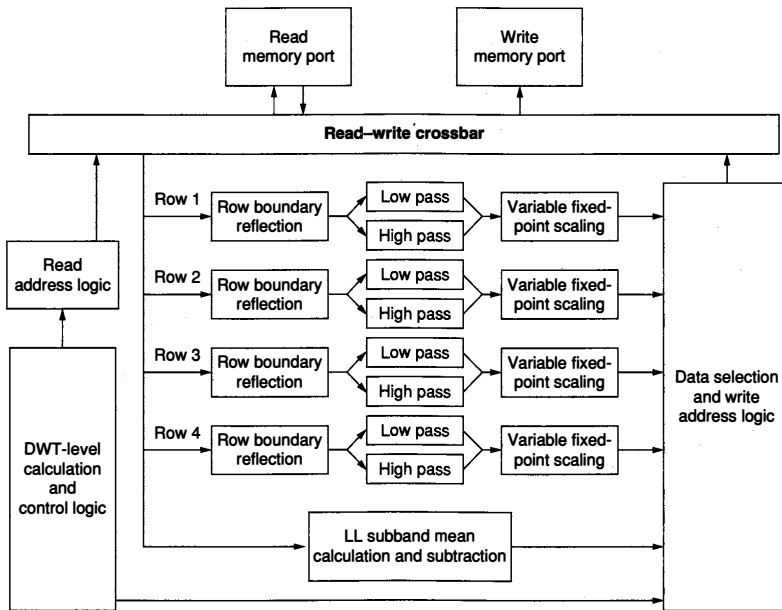 Read
memory port
Write
memory port
Read–write crossbar
Row 1
Row boundary
reflection
Low pass
High pass
Variable fixed-
point scaling
Read
address logic
Row 2
Row boundary
reflection
Low pass
High pass
Variable fixed-
point scaling
Row 3
Row boundary
reflection
Low pass
High pass
Variable fixed-
point scaling
Data selection
and write
address logic
Row 4
Row boundary
reflection
Low pass
High pass
Variable fixed-
point scaling
DWT-level
calculation
and
control logic
LL subband mean
calculation and subtraction